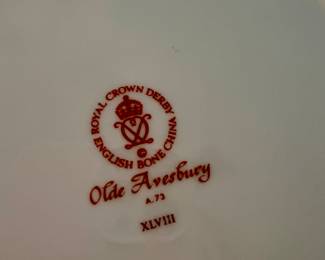 ROYAL CROWN DERBY
ENGLISH BONE CHINA
©
Olde Avesbury
A.73
XLVIII